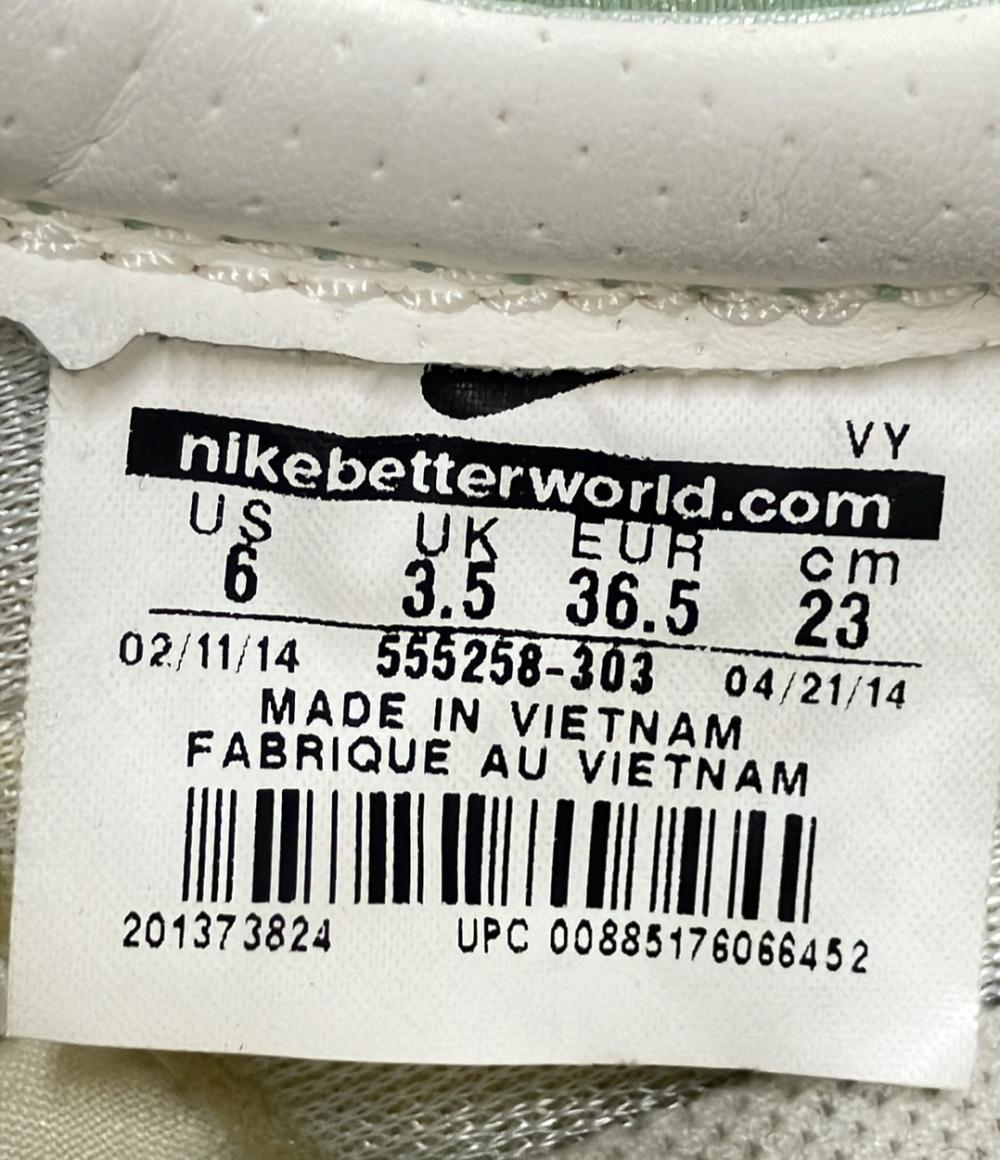 VY
nikebetterworld.com
US UK EUR cm
6 3.5 36.5 23
02/11/14 555258-303 04/21/14
MADE IN VIETNAM
FABRIQUE AU VIETNAM
201373824 UPC 00885176066452